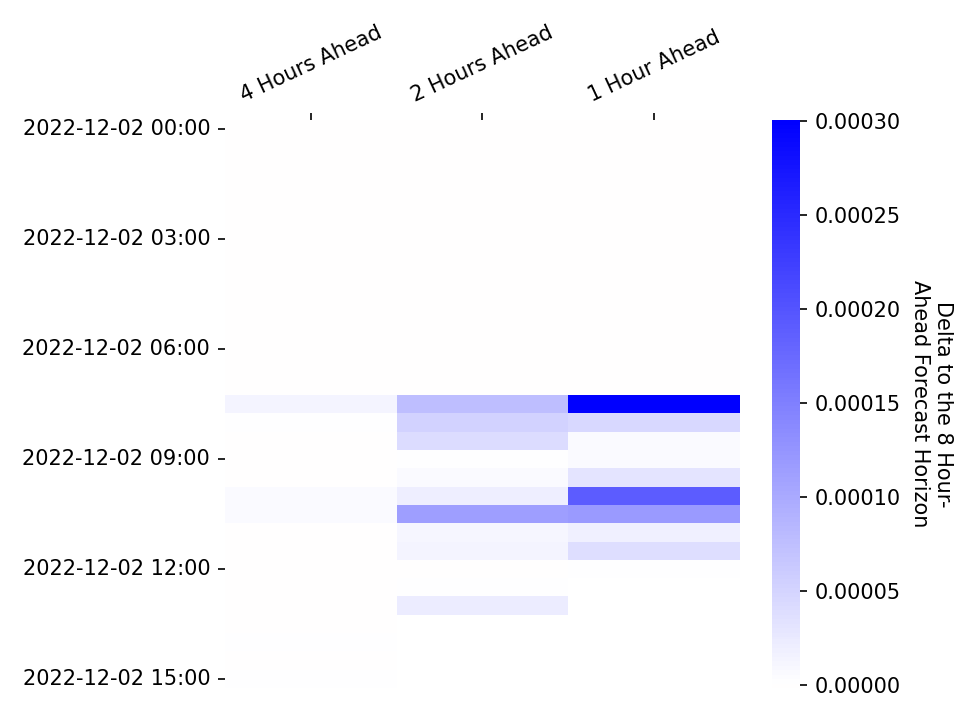 4 Hours Ahead
2 Hours Ahead
1 Hour Ahead
2022-12-02 00:00
2022-12-02 03:00
2022-12-02 06:00
2022-12-02 09:00
2022-12-02 12:00
2022-12-02 15:00
0.00030
0.00025
0.00020
0.00015
0.00010
0.00005
0.00000
Delta to the 8 Hour-
Ahead Forecast Horizon